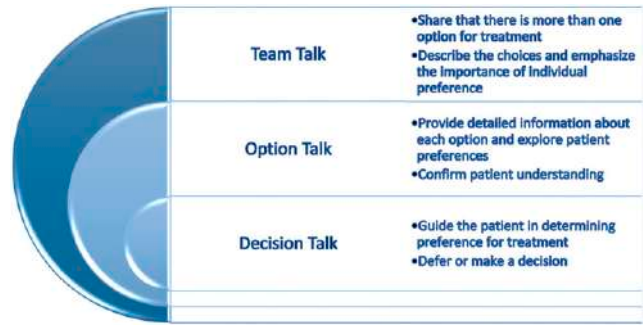 Team Talk
•Share that there is more than one
option for treatment
•Describe the choices and emphasize
the importance of individual
preference
Option Talk
•Provide detailed information about
each option and explore patient
preferences
•Confirm patient understanding
Decision Talk
•Guide the patient in determining
preference for treatment
•Defer or make a decision